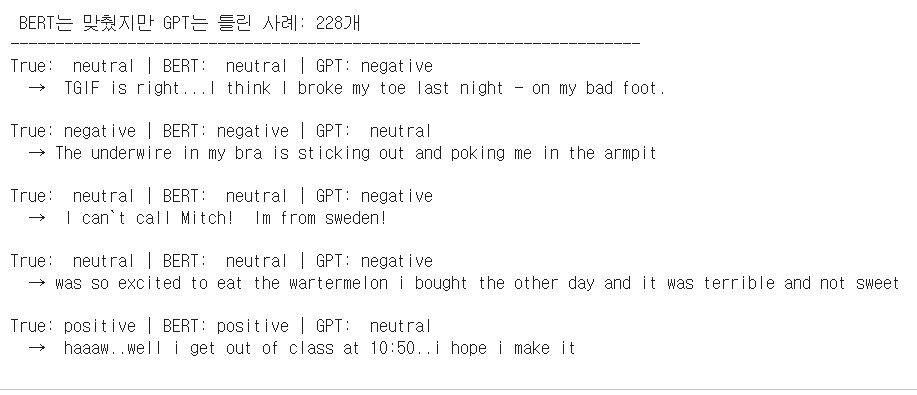 BERT는 맞췄지만 GPT는 틀린 사례: 228개
----------------------------------------------------------------------
True:  neutral | BERT:  neutral | GPT: negative
  →  TGIF is right...I think I broke my toe last night - on my bad foot.
True: negative | BERT: negative | GPT:  neutral
  → The underwire in my bra is sticking out and poking me in the armpit
True:  neutral | BERT:  neutral | GPT: negative
  →  I can`t call Mitch!  Im from sweden!
True:  neutral | BERT:  neutral | GPT: negative
  → was so excited to eat the wartermelon i bought the other day and it was terrible and not sweet
True: positive | BERT: positive | GPT:  neutral
  →  haaaw..well i get out of class at 10:50..i hope i make it